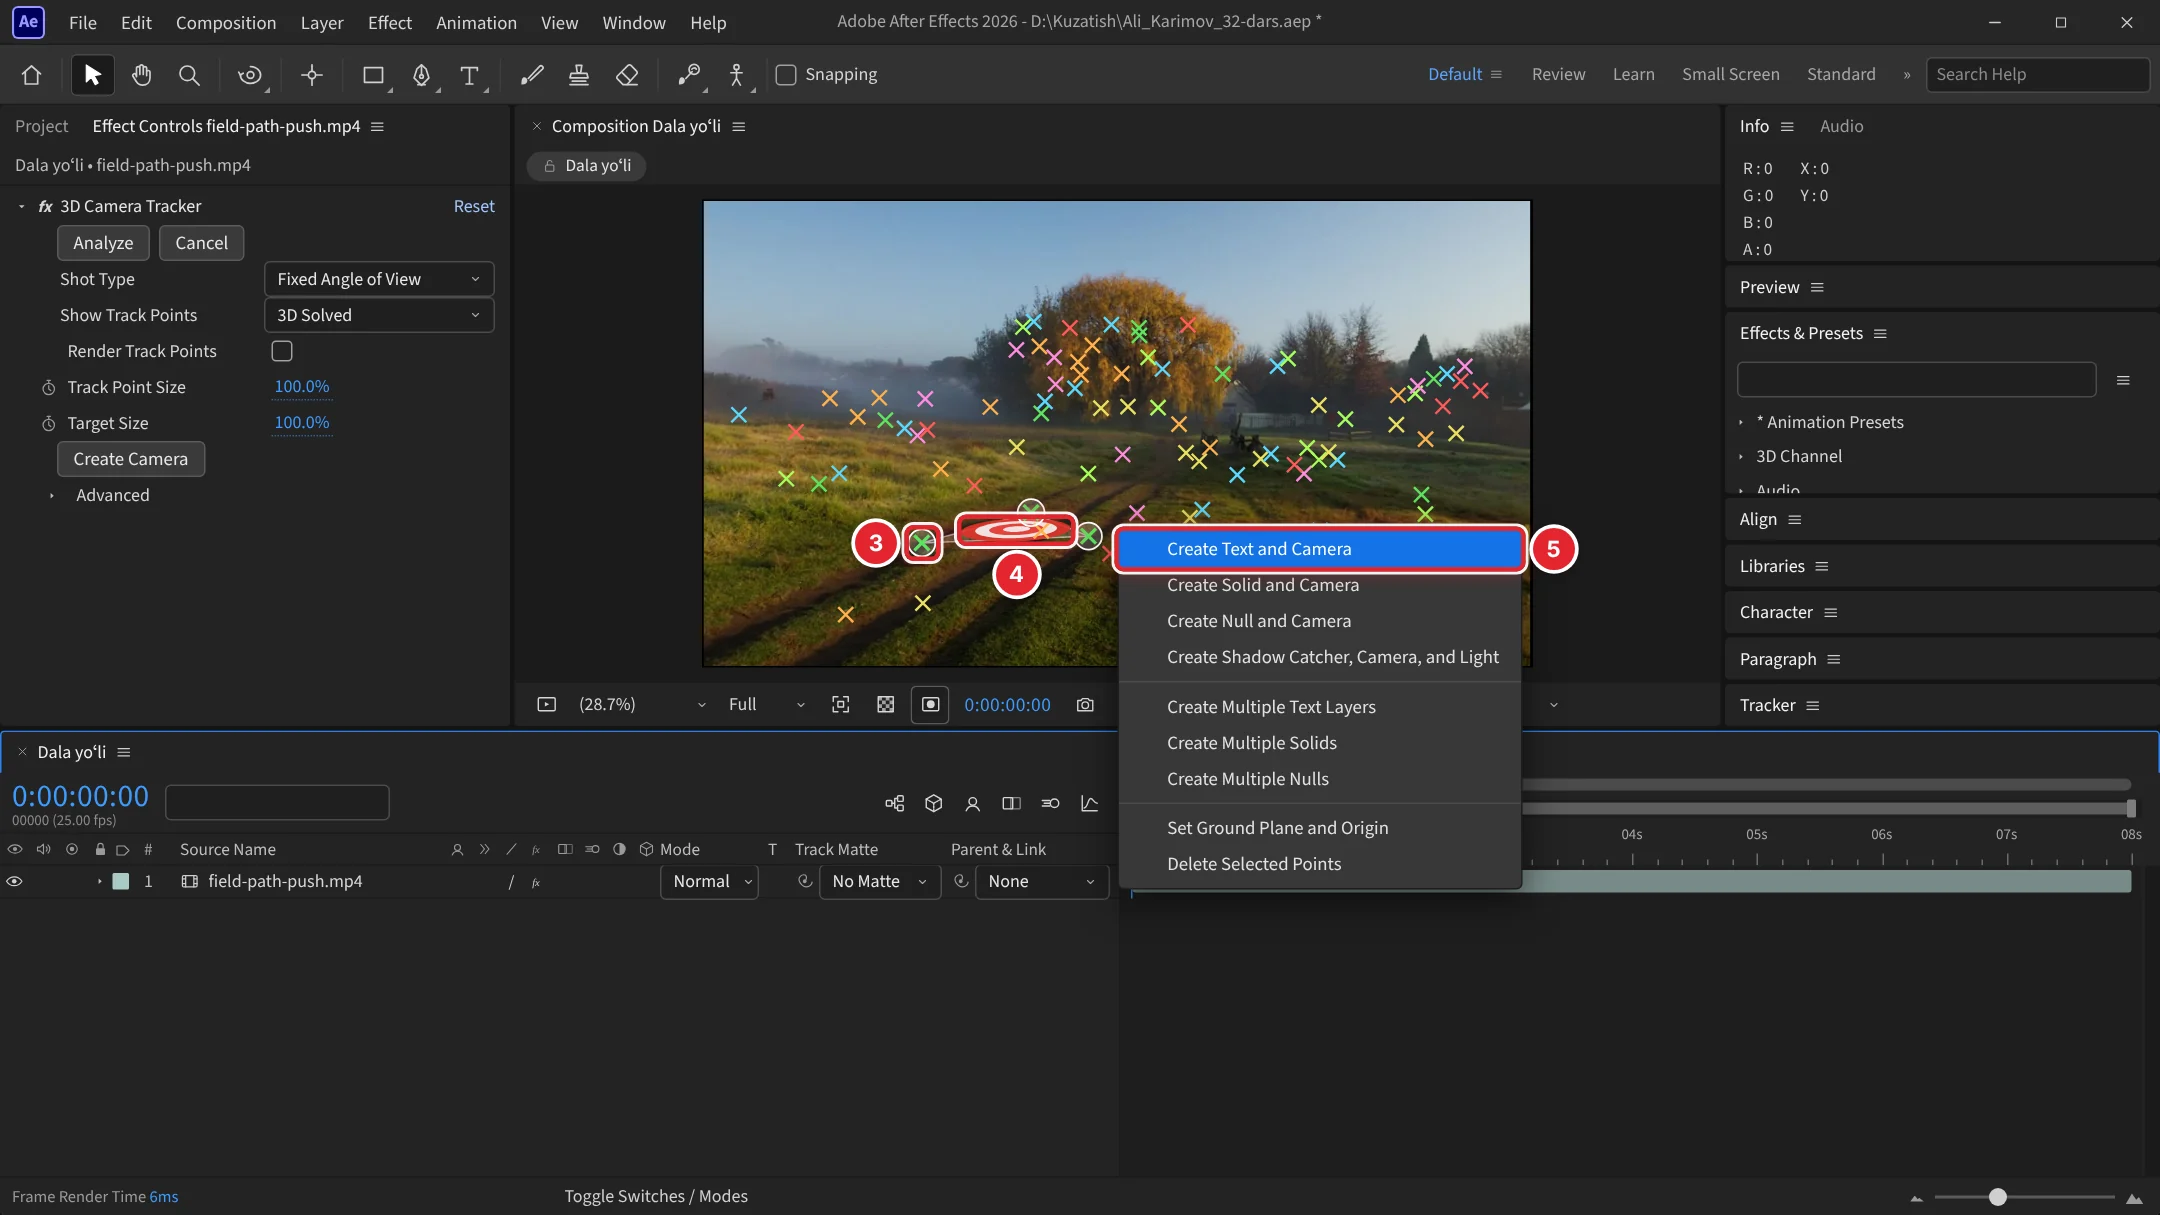 Ae File Edit Composition Layer Effect Animation View Window Help Adobe After Effects 2026 - D:\Kuzatish\Ali_Karimov_32-dars.aep *
Snapping Default Review Learn Small Screen Standard » Search Help
Project Effect Controls field-path-push.mp4
Dala yoʻli • field-path-push.mp4
fx 3D Camera Tracker Reset
Analyze Cancel
Shot Type Fixed Angle of View
Show Track Points 3D Solved
Render Track Points
Track Point Size 100.0%
Target Size 100.0%
Create Camera
Advanced
Composition Dala yoʻli
Dala yoʻli
3
4
5
Create Text and Camera
Create Solid and Camera
Create Null and Camera
Create Shadow Catcher, Camera, and Light
Create Multiple Text Layers
Create Multiple Solids
Create Multiple Nulls
Set Ground Plane and Origin
Delete Selected Points
(28.7%) Full 0:00:00:00
Info Audio
R : 0 X : 0
G : 0 Y : 0
B : 0
A : 0
Preview
Effects & Presets
* Animation Presets
3D Channel
Audio
Align
Libraries
Character
Paragraph
Tracker
Dala yoʻli
0:00:00:00
00000 (25.00 fps)
04s 05s 06s 07s 08s
# Source Name fx Mode T Track Matte Parent & Link
1 field-path-push.mp4 / fx Normal No Matte None
Frame Render Time 6ms Toggle Switches / Modes